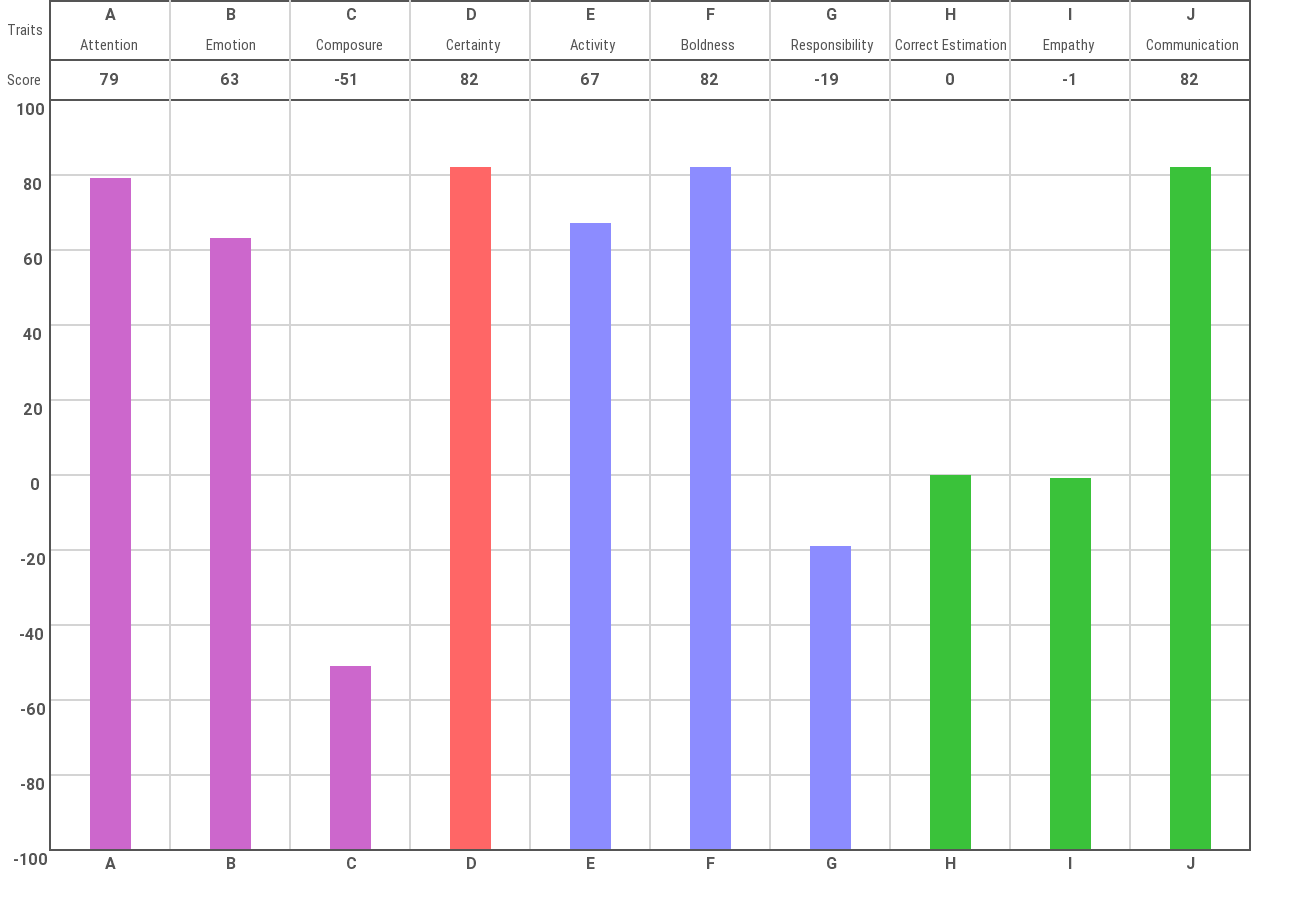 A B C D E F G H I J
Traits
Attention Emotion Composure Certainty Activity Boldness Responsibility Correct Estimation Empathy Communication
Score 79 63 -51 82 67 82 -19 0 -1 82
100
80
60
40
20
0
-20
-40
-60
-80
-100
A B C D E F G H I J